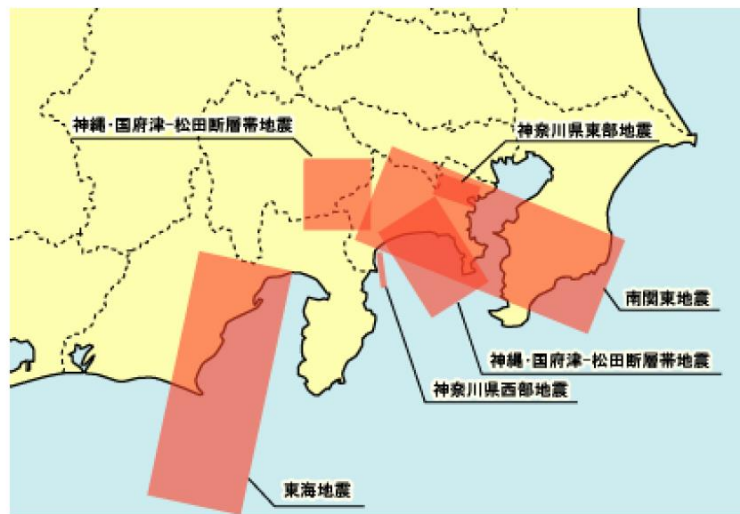 神縄・国府津-松田断層帯地震
神奈川県東部地震
南関東地震
神縄・国府津-松田断層帯地震
神奈川県西部地震
東海地震